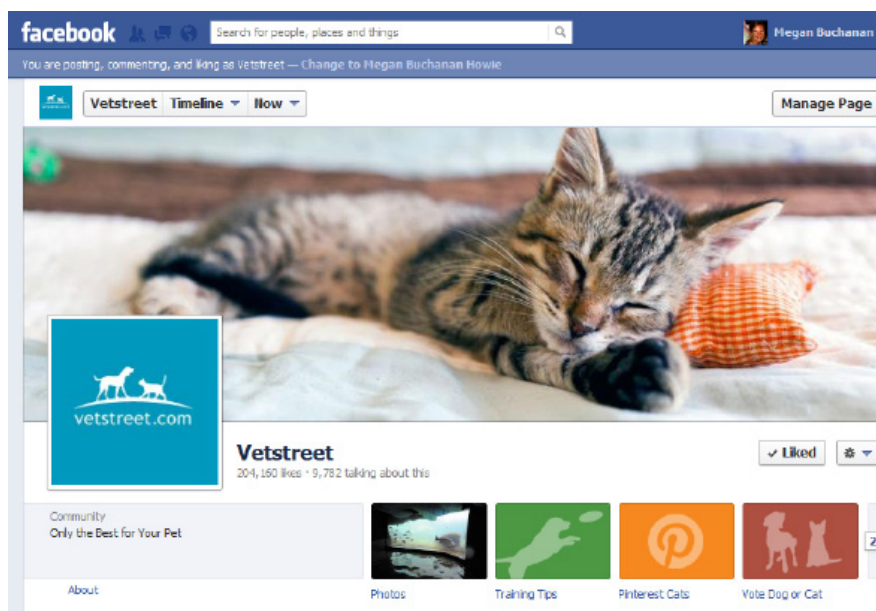 facebook
Search for people, places and things
Megan Buchanan
You are posting, commenting, and liking as Vetstreet — Change to Megan Buchanan Howie
Vetstreet Timeline Now
Manage Page
vetstreet.com
Vetstreet
204,160 likes · 9,782 talking about this
Liked
Community
Only the Best for Your Pet
About
Photos
Training Tips
Pinterest Cats
Vote Dog or Cat
2